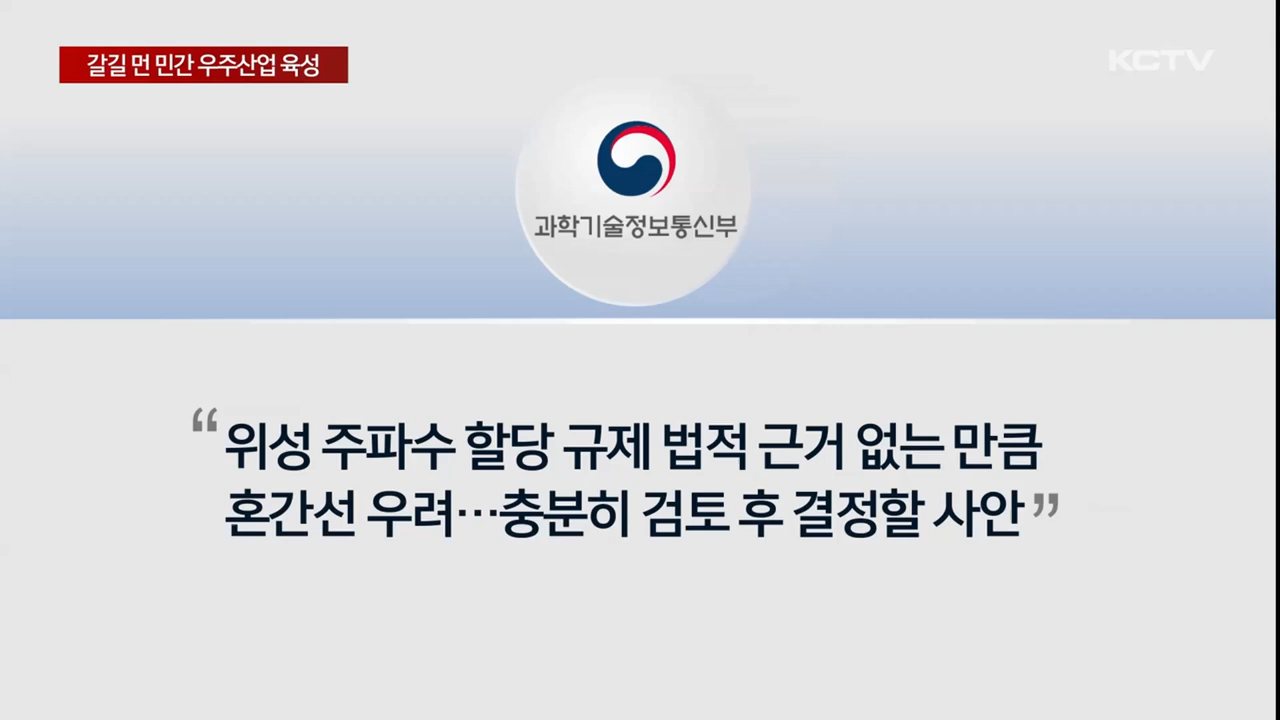 갈길 먼 민간 우주산업 육성
KCTV
과학기술정보통신부
“위성 주파수 할당 규제 법적 근거 없는 만큼
혼간선 우려…충분히 검토 후 결정할 사안”